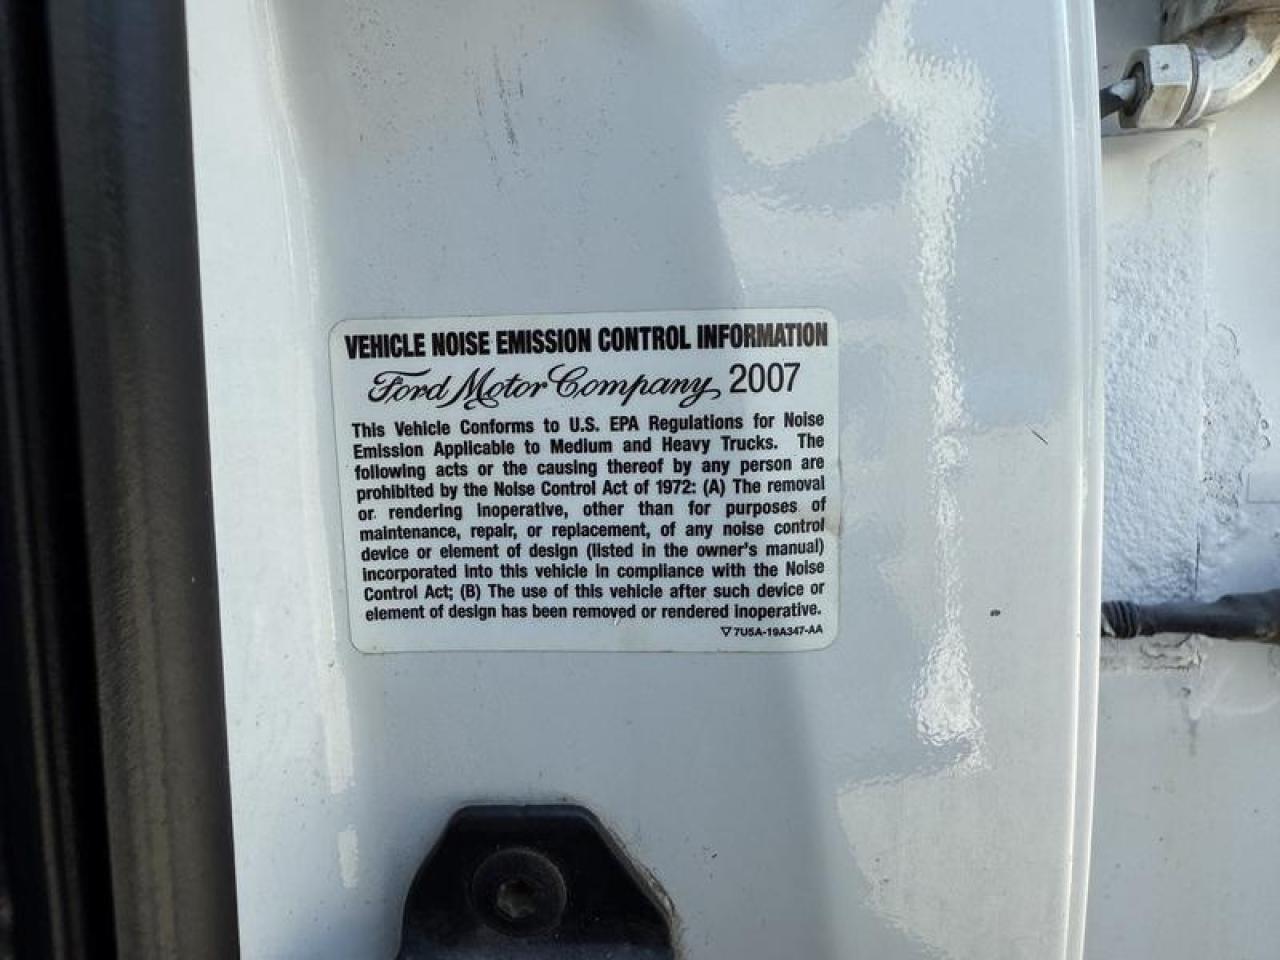 VEHICLE NOISE EMISSION CONTROL INFORMATION
Ford Motor Company, 2007
This Vehicle Conforms to U.S. EPA Regulations for Noise
Emission Applicable to Medium and Heavy Trucks. The
following acts or the causing thereof by any person are
prohibited by the Noise Control Act of 1972: (A) The removal
or rendering inoperative, other than for purposes of
maintenance, repair, or replacement, of any noise control
device or element of design (listed in the owner's manual)
incorporated into this vehicle in compliance with the Noise
Control Act; (B) The use of this vehicle after such device or
element of design has been removed or rendered inoperative.
▽7U5A-19A347-AA